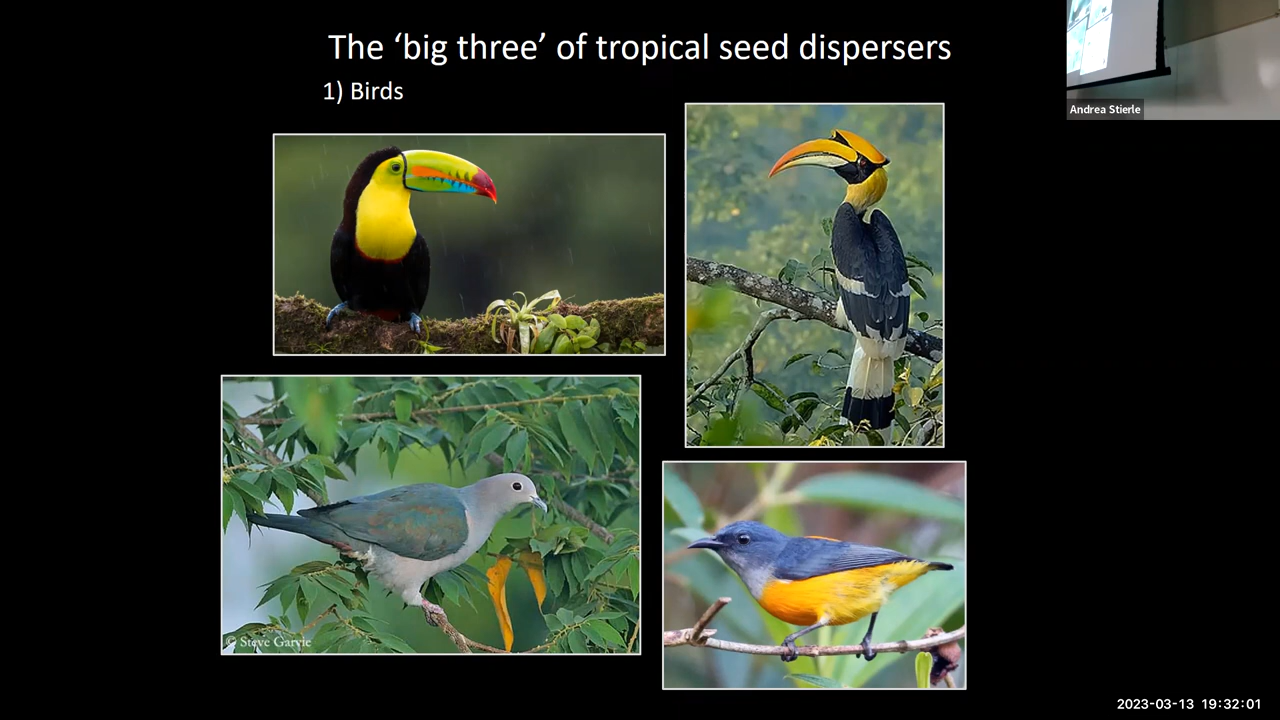 The ‘big three’ of tropical seed dispersers
1) Birds
Andrea Stierle
© Steve Garvie
2023-03-13 19:32:01